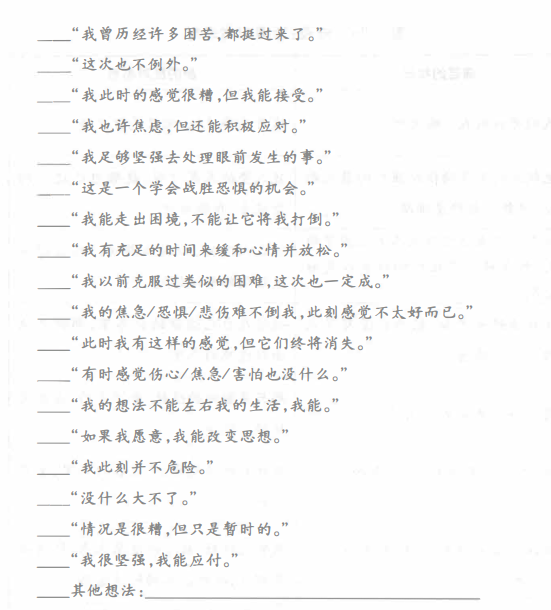 ____“我曾历经许多困苦,都挺过来了。”
____“这次也不倒外。”
____“我此时的感觉很糟,但我能接受。”
____“我也许焦虑,但还能积极应对。”
____“我足够坚强去处理眼前发生的事。”
____“这是一个学会战胜恐惧的机会。”
____“我能走出困境,不能让它将我打倒。”
____“我有充足的时间来缓和心情并放松。”
____“我以前克服过类似的困难,这次也一定成。”
____“我的焦急/恐惧/悲伤难不倒我,此刻感觉不太好而已。”
____“此时我有这样的感觉,但它们终将消失。”
____“有时感觉伤心/焦急/害怕也没什么。”
____“我的想法不能左右我的生活,我能。”
____“如果我愿意,我能改变思想。”
____“我此刻并不危险。”
____“没什么大不了。”
____“情况是很糟,但只是暂时的。”
____“我很坚强,我能应付。”
____其他想法:____________________